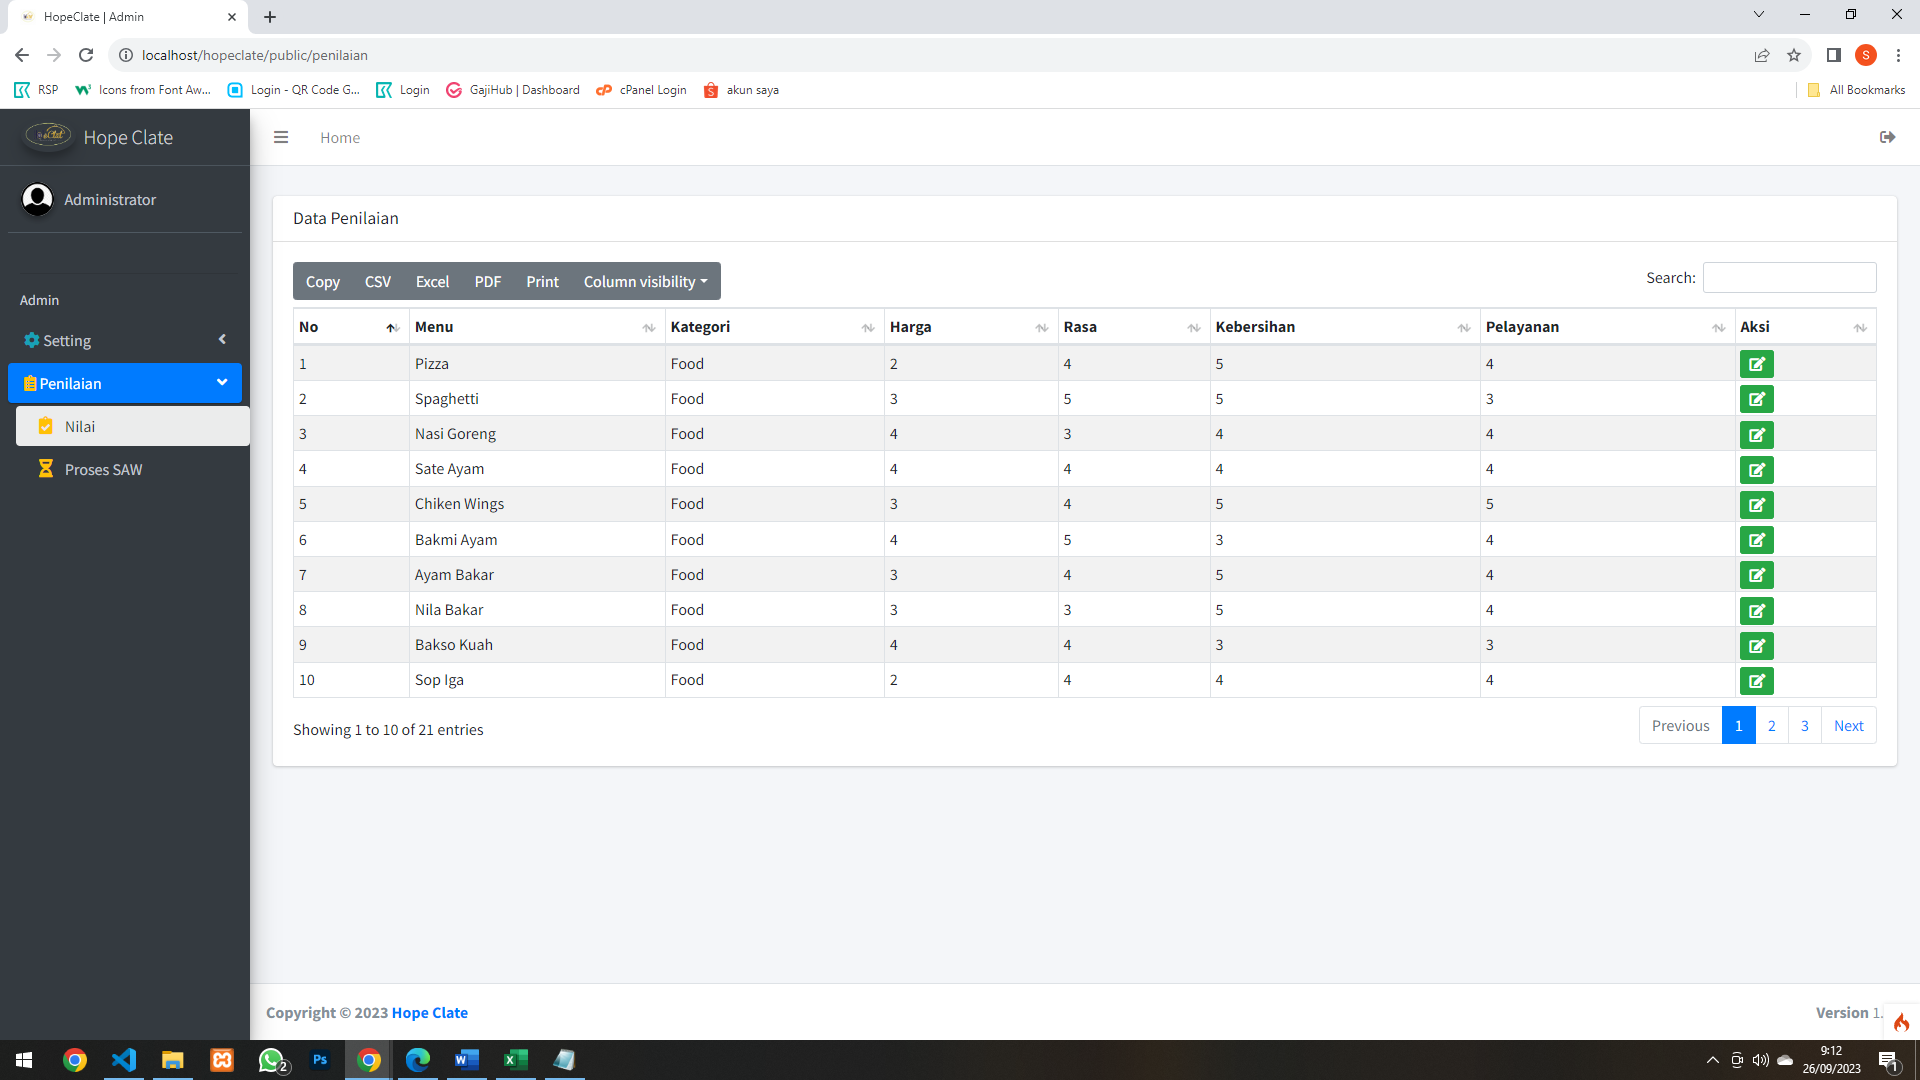 HopeClate | Admin
localhost/hopeclate/public/penilaian
S
RSP
Icons from Font Aw...
Login - QR Code G...
Login
GajiHub | Dashboard
cPanel Login
akun saya
All Bookmarks
Hope Clate
Home
Administrator
Admin
Setting
Penilaian
Nilai
Proses SAW
Data Penilaian
Copy CSV Excel PDF Print Column visibility
Search:
No Menu Kategori Harga Rasa Kebersihan Pelayanan Aksi
1 Pizza Food 2 4 5 4
2 Spaghetti Food 3 5 5 3
3 Nasi Goreng Food 4 3 4 4
4 Sate Ayam Food 4 4 4 4
5 Chiken Wings Food 3 4 5 5
6 Bakmi Ayam Food 4 5 3 4
7 Ayam Bakar Food 3 4 5 4
8 Nila Bakar Food 3 3 5 4
9 Bakso Kuah Food 4 4 3 3
10 Sop Iga Food 2 4 4 4
Showing 1 to 10 of 21 entries
Previous 1 2 3 Next
Copyright © 2023 Hope Clate
Version 1.
2
Ps
9:12
26/09/2023
1